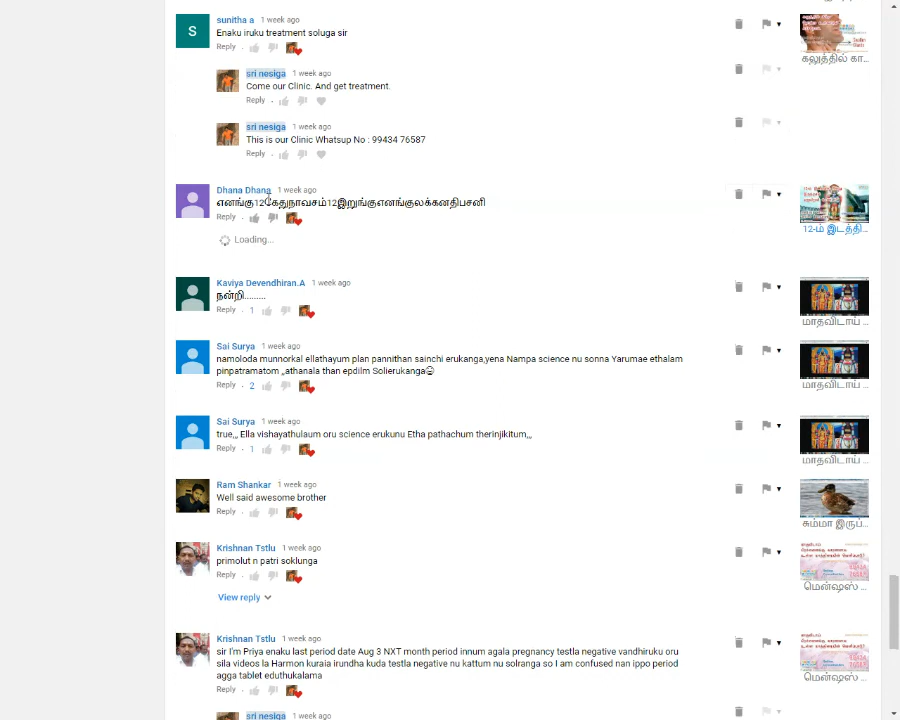 sunitha a 1 week ago
Enaku iruku treatment soluga sir
Reply
கலுத்தில் கா...
sri nesiga 1 week ago
Come our Clinic. And get treatment.
Reply
sri nesiga 1 week ago
This is our Clinic Whatsup No : 99434 76587
Reply
Dhana Dhana 1 week ago
எனங்கு12கேதுநாவசம்12இறுங்குஎனங்குலக்கனதிபசனி
Reply
12-ம் இடத்தி...
Loading...
Kaviya Devendhiran.A 1 week ago
நன்றி.........
Reply 1
மாதவிடாய் ...
Sai Surya 1 week ago
namoloda munnorkal ellathayum plan pannithan sainchi erukanga,yena Nampa science nu sonna Yarumae ethalam
pinpatramatom ,,athanala than epdilm Solierukanga
Reply 2
மாதவிடாய் ...
Sai Surya 1 week ago
true,,, Ella vishayathulaum oru science erukunu Etha pathachum therinjikitum,,,
Reply 1
மாதவிடாய் ...
Ram Shankar 1 week ago
Well said awesome brother
Reply
சும்மா இருப்...
Krishnan Tstlu 1 week ago
primolut n patri soklunga
Reply
மென்ஷஸ் ...
View reply
Krishnan Tstlu 1 week ago
sir I'm Priya enaku last period date Aug 3 NXT month period innum agala pregnancy testla negative vandhiruku oru
sila videos la Harmon kuraia irundha kuda testla negative nu kattum nu solranga so I am confused nan ippo period
agga tablet eduthukalama
Reply
மென்ஷஸ் ...
sri nesiga 1 week ago